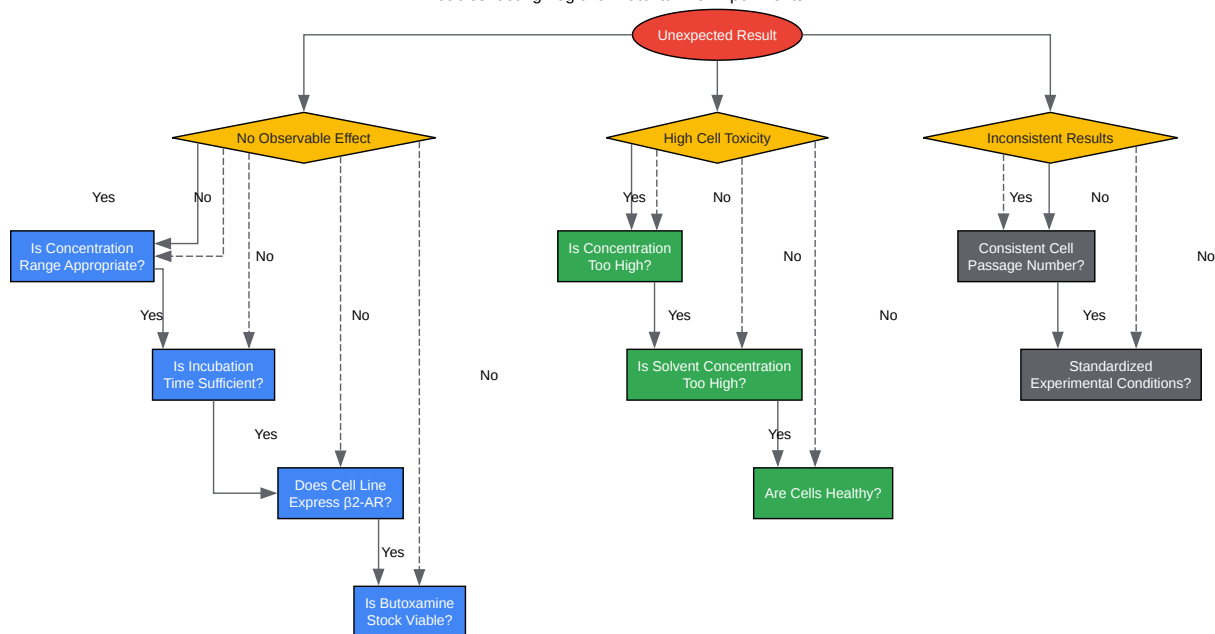 Unexpected Result
No Observable Effect
High Cell Toxicity
Inconsistent Results
Yes
No
Yes
No
Yes
No
Is Concentration
Range Appropriate?
No
Is Concentration
Too High?
No
Consistent Cell
Passage Number?
No
Yes
No
Yes
No
Yes
Is Incubation
Time Sufficient?
No
Is Solvent Concentration
Too High?
Standardized
Experimental Conditions?
Yes
Yes
Does Cell Line
Express β2-AR?
Are Cells Healthy?
Yes
Is Butoxamine
Stock Viable?